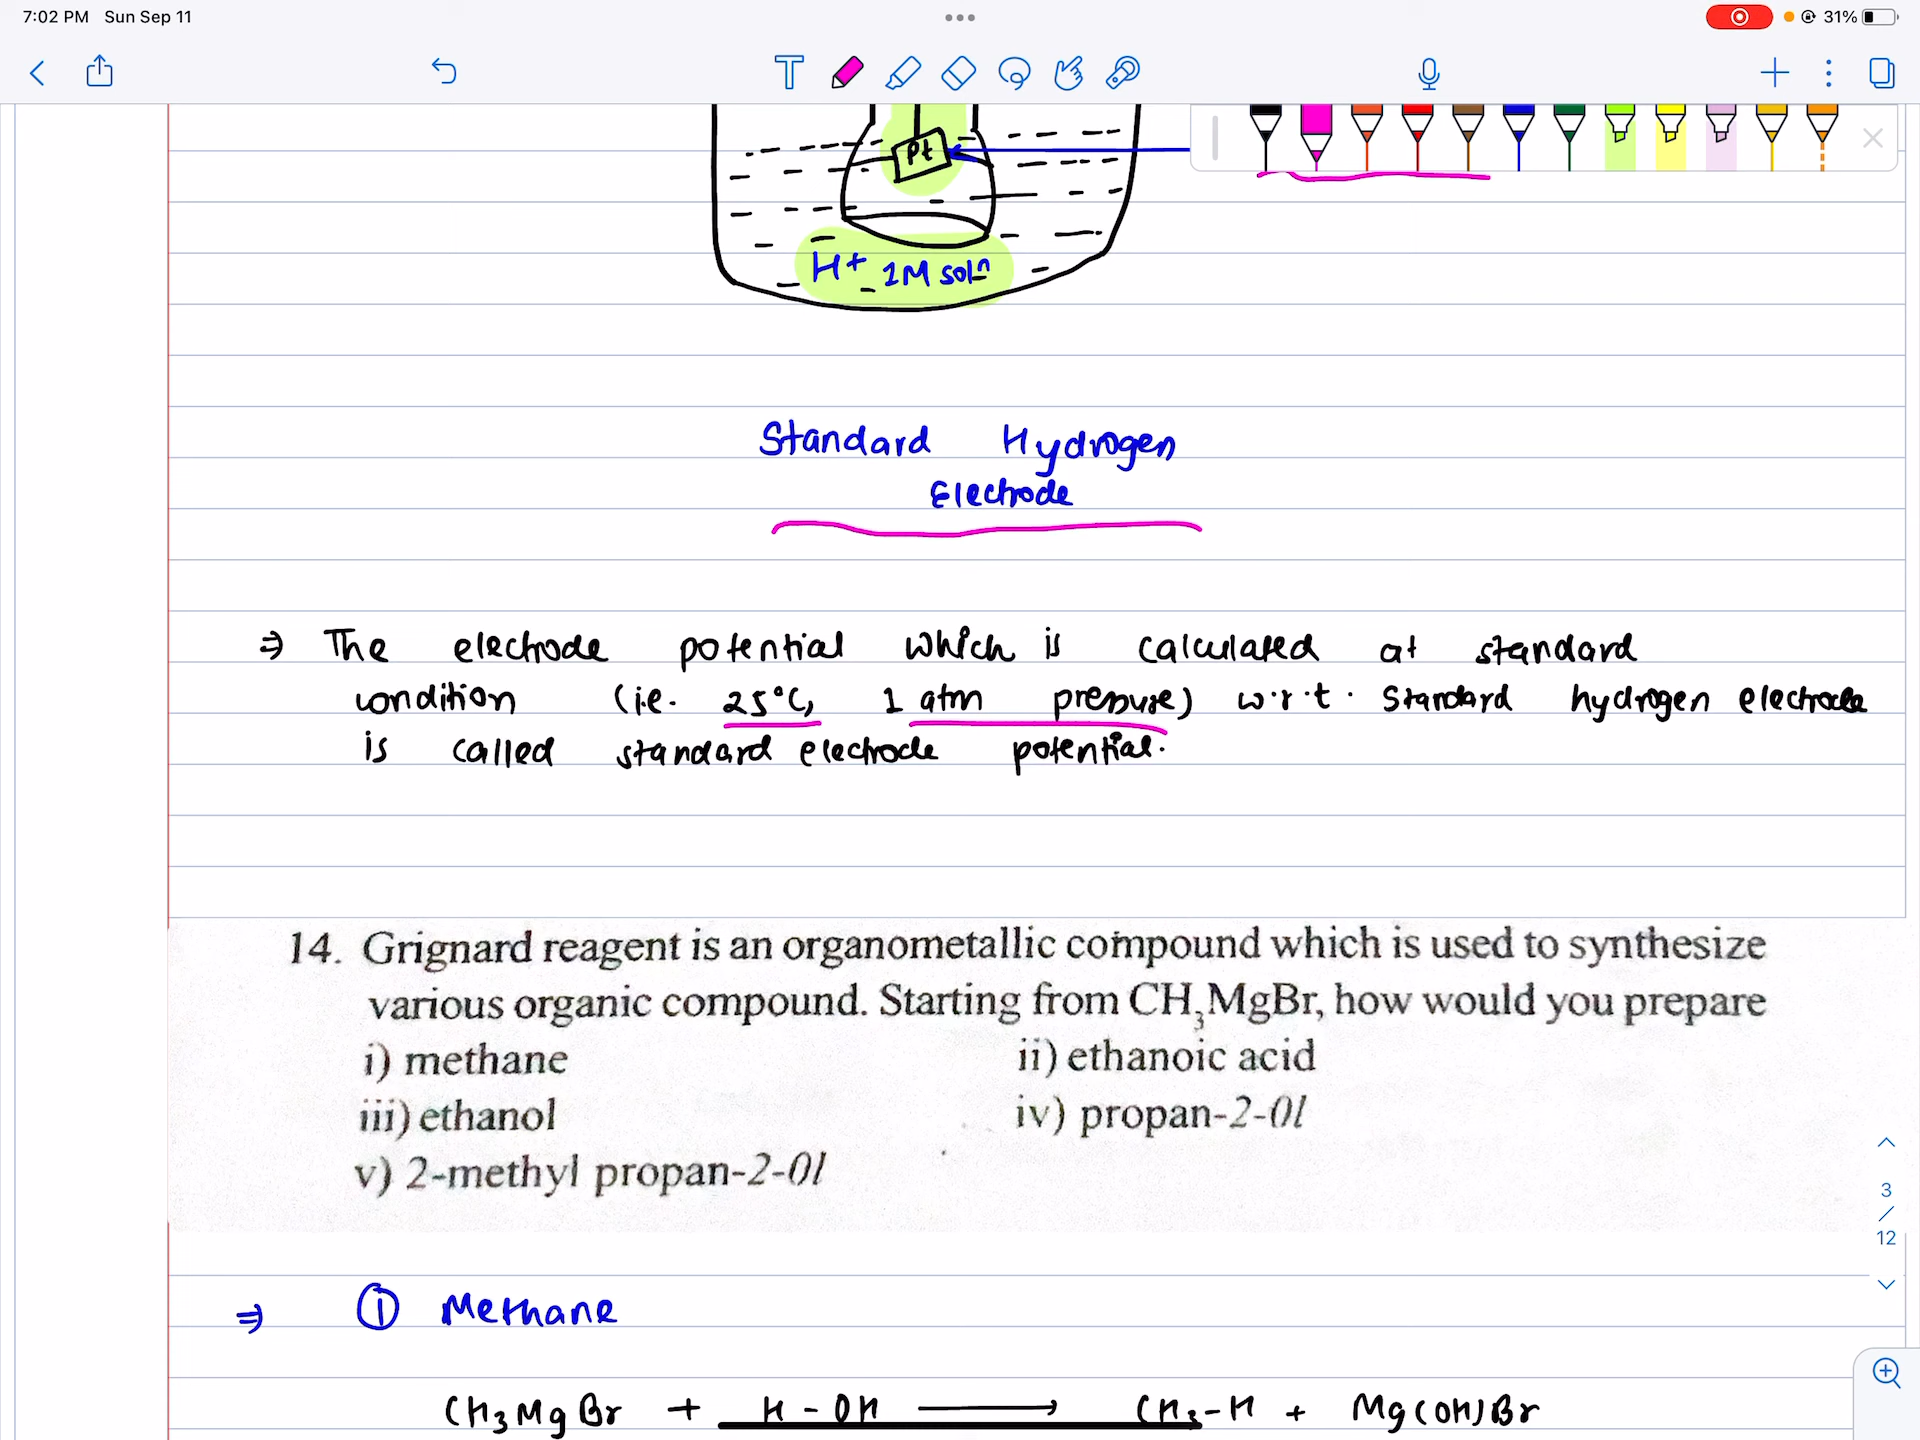 7:02 PM Sun Sep 11
31%
Pt
H+ 1M solⁿ
Standard Hydrogen
Electrode
⇒ The electrode potential which is calculated at standard
condition (i.e. 25°C, 1 atm pressure) w.r.t. standard hydrogen electrode
is called standard electrode potential.
14. Grignard reagent is an organometallic compound which is used to synthesize
various organic compound. Starting from CH₃MgBr, how would you prepare
i) methane ii) ethanoic acid
iii) ethanol iv) propan-2-0l
v) 2-methyl propan-2-0l
3
/
12
⇒ ① Methane
CH₃MgBr + H-OH ⟶ CH₃-H + Mg(OH)Br